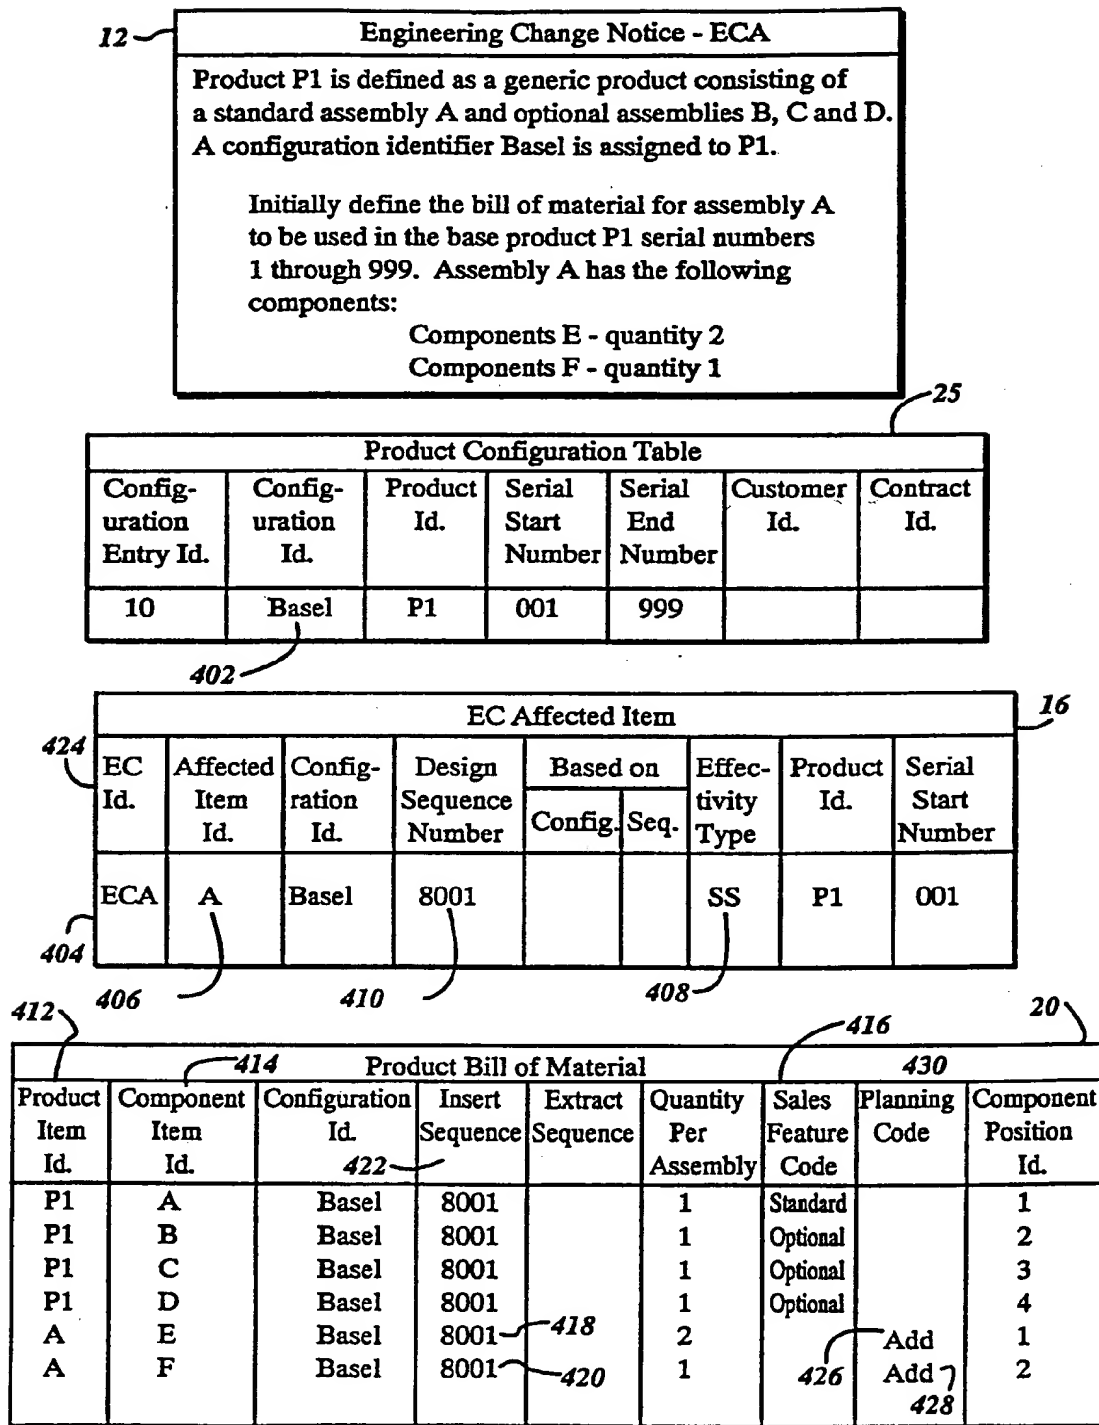 12
Engineering Change Notice - ECA
Product P1 is defined as a generic product consisting of
a standard assembly A and optional assemblies B, C and D.
A configuration identifier Basel is assigned to P1.
Initially define the bill of material for assembly A
to be used in the base product P1 serial numbers
1 through 999. Assembly A has the following
components:
Components E - quantity 2
Components F - quantity 1
25
Product Configuration Table
Config- Config- Product Serial Serial Customer Contract
uration uration Id. Start End Id. Id.
Entry Id. Id. Number Number
10 Basel P1 001 999
402
16
EC Affected Item
424
EC Affected Config- Design Based on Effec- Product Serial
Id. Item ration Sequence tivity Id. Start
Id. Id. Number Config. Seq. Type Number
ECA A Basel 8001 SS P1 001
404
406 410 408
412 416 20
414 Product Bill of Material 430
Product Component Configuration Insert Extract Quantity Sales Planning Component
Item Item Id. Sequence Sequence Per Feature Code Position
Id. Id. 422 Assembly Code Id.
P1 A Basel 8001 1 Standard 1
P1 B Basel 8001 1 Optional 2
P1 C Basel 8001 1 Optional 3
P1 D Basel 8001 1 Optional 4
A E Basel 8001 418 2 Add 1
A F Basel 8001 420 1 426 Add 2
428